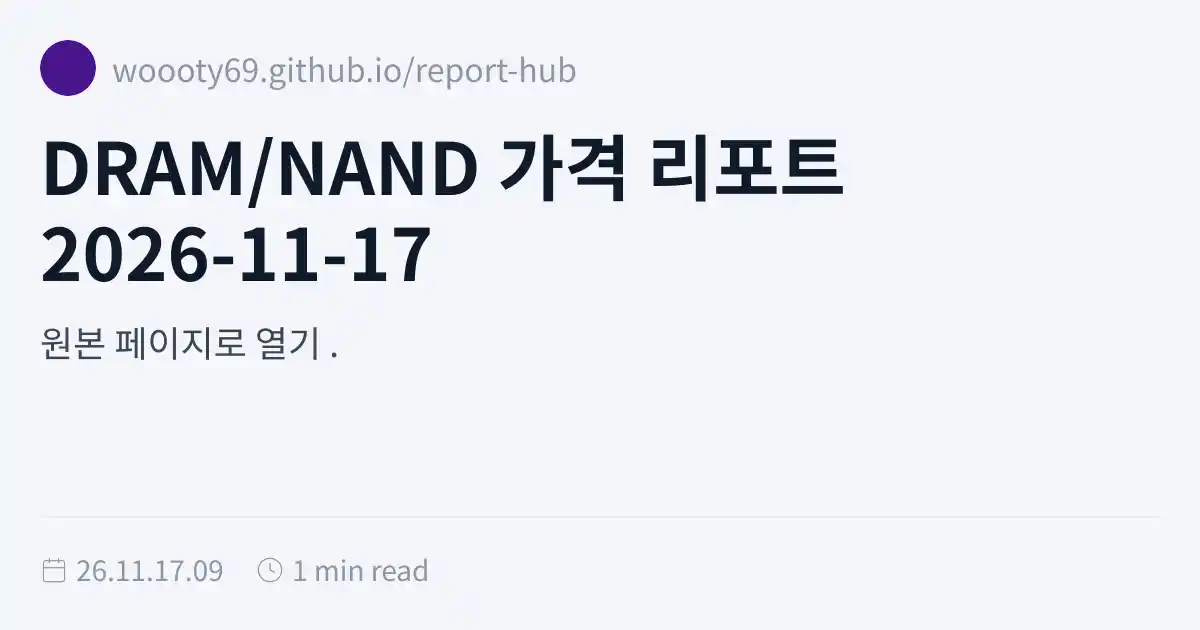 woooty69.github.io/report-hub
DRAM/NAND 가격 리포트
2026-11-17
원본 페이지로 열기 .
26.11.17.09
1 min read